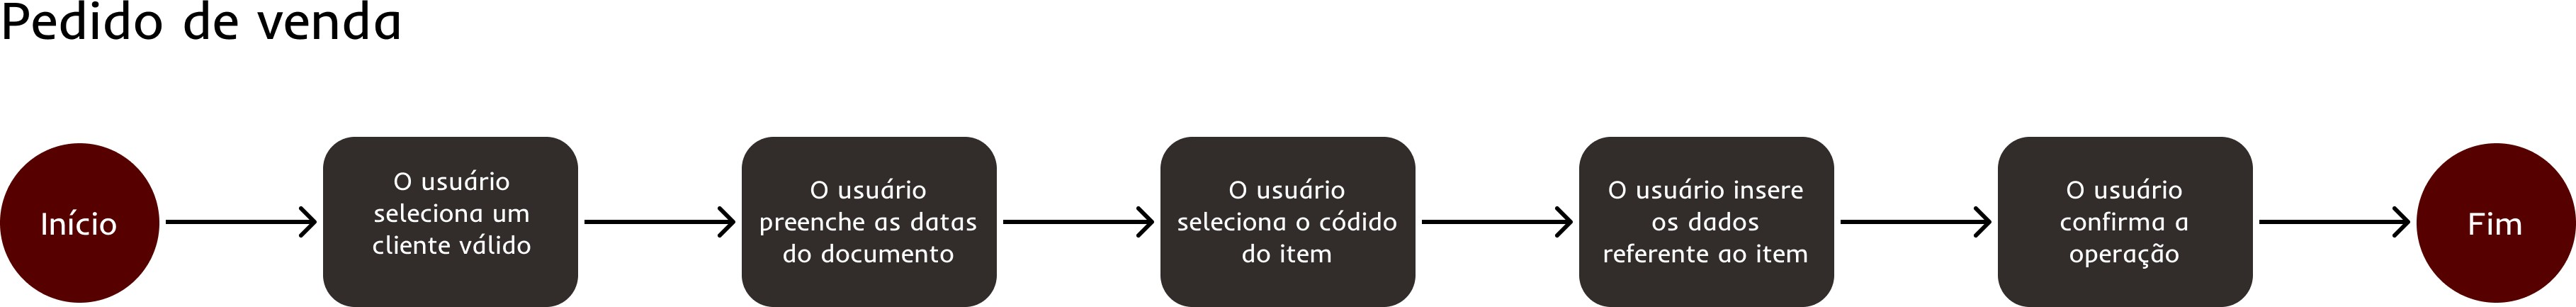 Pedido de venda
Início
O usuário
seleciona um
cliente válido
O usuário
preenche as datas
do documento
O usuário
seleciona o códido
do item
O usuário insere
os dados
referente ao item
O usuário
confirma a
operação
Fim